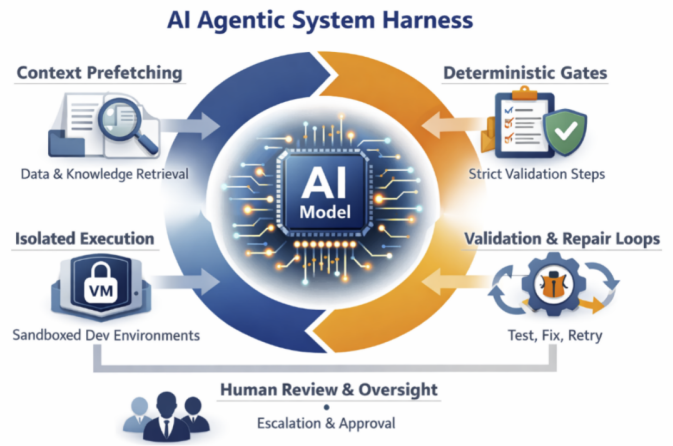 AI Agentic System Harness
Context Prefetching
Data & Knowledge Retrieval
Deterministic Gates
Strict Validation Steps
AI
Model
Isolated Execution
VM
Sandboxed Dev Environments
Validation & Repair Loops
Test, Fix, Retry
Human Review & Oversight
•
Escalation & Approval